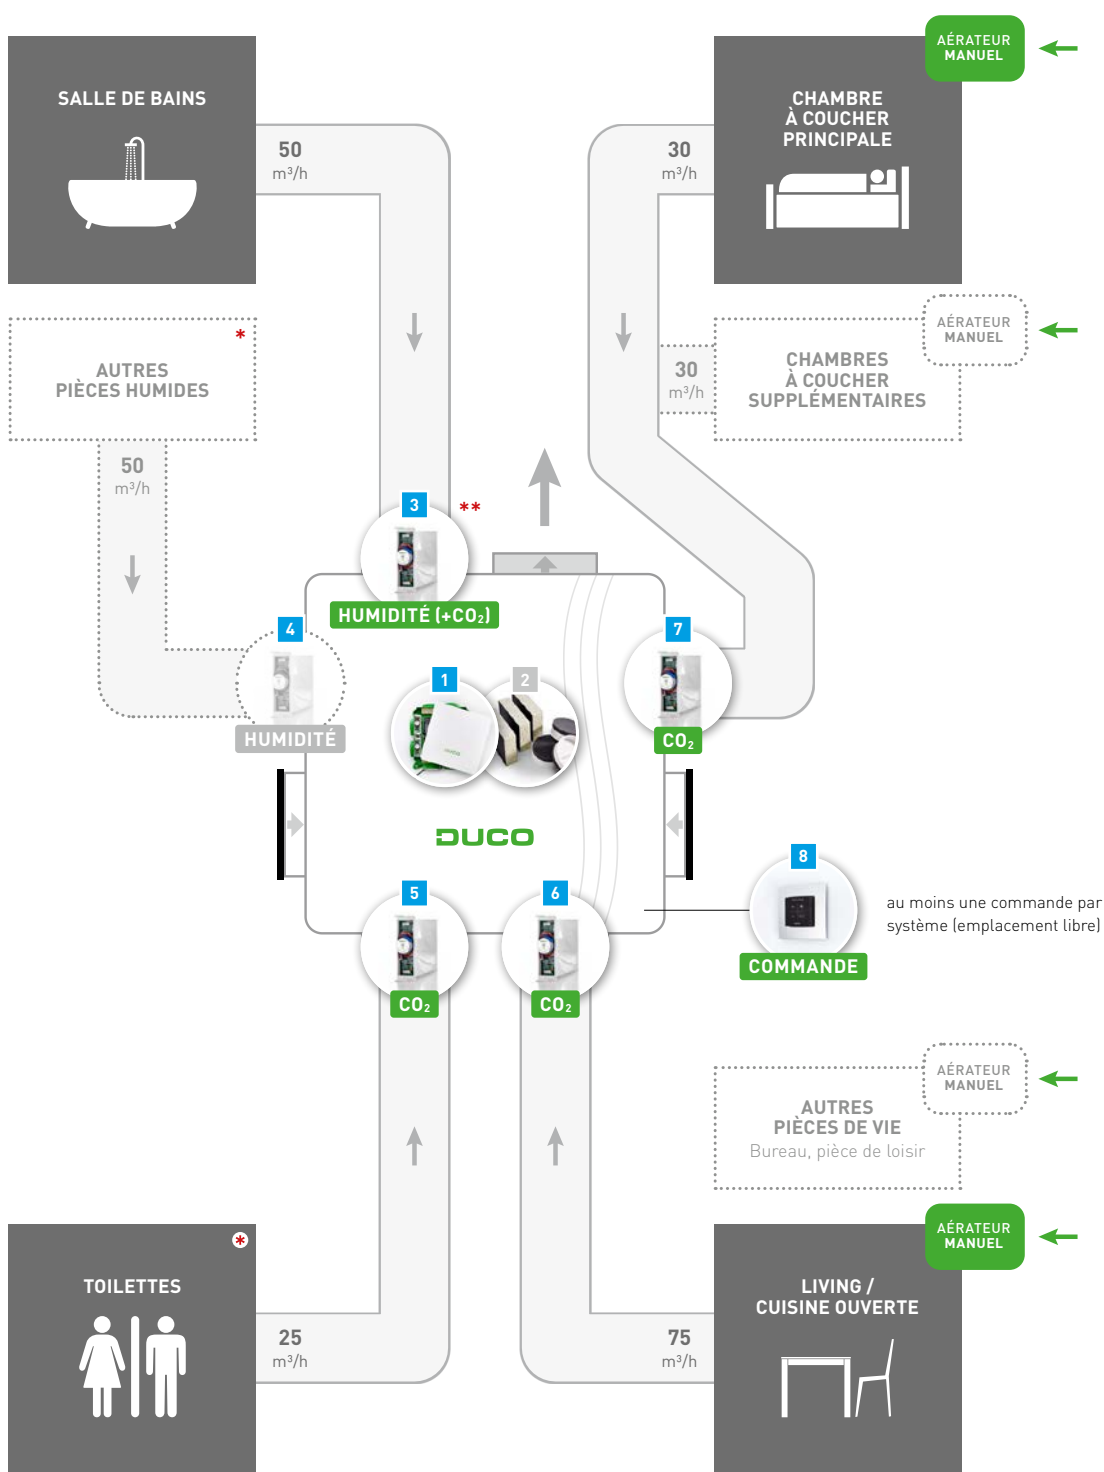 SALLE DE BAINS
50
m³/h
30
m³/h
CHAMBRE
À COUCHER
PRINCIPALE
AÉRATEUR
MANUEL
*
AUTRES
PIÈCES HUMIDES
50
m³/h
30
m³/h
CHAMBRES
À COUCHER
SUPPLÉMENTAIRES
AÉRATEUR
MANUEL
3
**
HUMIDITÉ (+CO₂)
4
HUMIDITÉ
1
2
7
CO₂
DUCO
5
CO₂
6
CO₂
8
COMMANDE
au moins une commande par
système (emplacement libre)
AUTRES
PIÈCES DE VIE
Bureau, pièce de loisir
AÉRATEUR
MANUEL
*
TOILETTES
25
m³/h
75
m³/h
LIVING /
CUISINE OUVERTE
AÉRATEUR
MANUEL